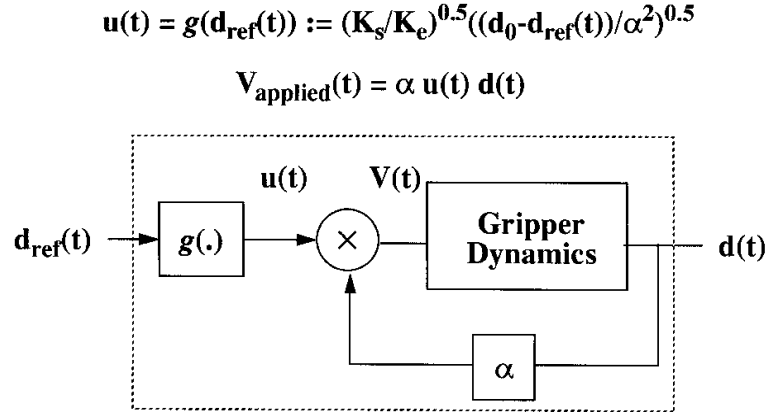 u(t) = g(d_ref(t)) := (K_s/K_e)^0.5((d_0-d_ref(t))/α^2)^0.5
V_applied(t) = α u(t) d(t)
u(t)
V(t)
d_ref(t)
g(.)
×
Gripper
Dynamics
d(t)
α